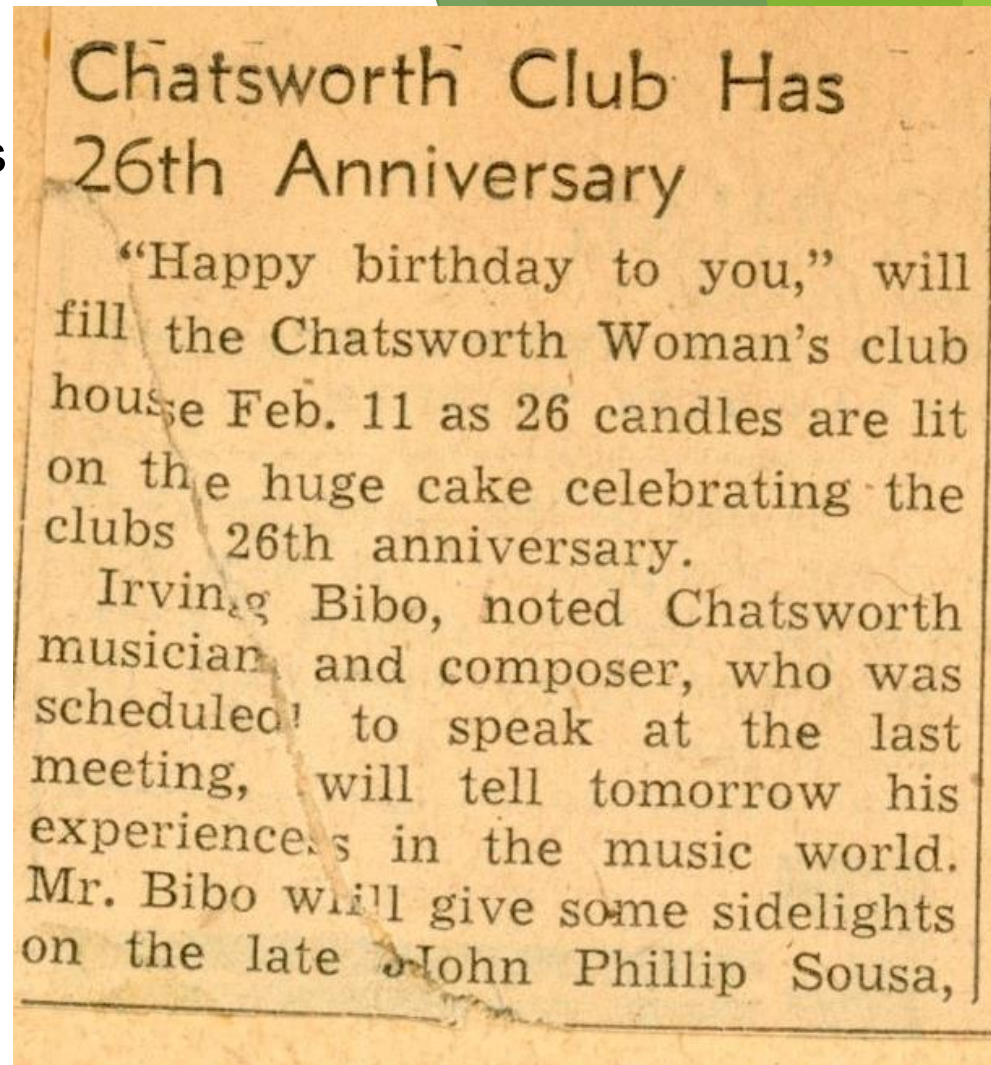 Chatsworth Club Has
26th Anniversary
"Happy birthday to you," will
fill the Chatsworth Woman's club
house Feb. 11 as 26 candles are lit
on the huge cake celebrating the
clubs 26th anniversary.
Irving Bibo, noted Chatsworth
musician and composer, who was
scheduled to speak at the last
meeting, will tell tomorrow his
experiences in the music world.
Mr. Bibo will give some sidelights
on the late John Phillip Sousa,